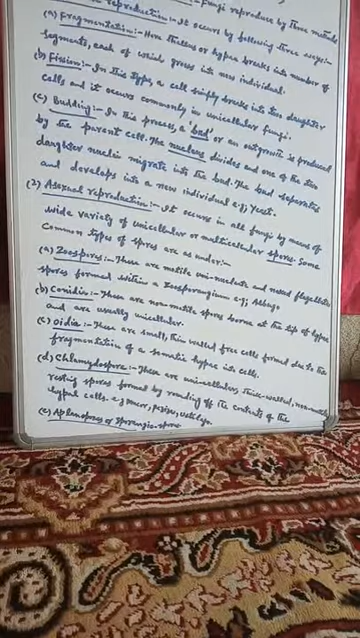 reproduction:- It occurs by following three ways:-
(a) Fragmentation:- Here thallus or hyphae breaks into number of
segments, each of which grows into new individual.
(b) Fission:- In this type, a cell simply breaks into two daughter
cells and it occurs commonly in unicellular fungi.
(c) Budding:- In this process, a 'bud' or an outgrowth is produced
by the parent cell. The nucleus divides and one of the two
daughter nuclei migrate into the bud. The bud separates
and develops into a new individual e.g., Yeast.
(2) Asexual reproduction:- It occurs in all fungi by means of
wide variety of unicellular or multicellular spores. Some
Common types of spores are as under:-
(a) Zoospores:- These are motile uni-nucleate and naked flagellates
spores formed within a Zoosporangium e.g; Albugo.
(b) Conidia:- These are non-motile spores borne at the tip of hyphae
and are usually unicellular.
(c) Oidia:- These are small, thin walled free cells formed due to the
fragmentation of a somatic hyphae into cells.
(d) Chlamydospore:- These are unicellular, thick-walled, non-motile
resting spores formed by rounding off the contents of the
hyphal cells. e.g mucor,
(e) Aplanospores or Sporangio-spore